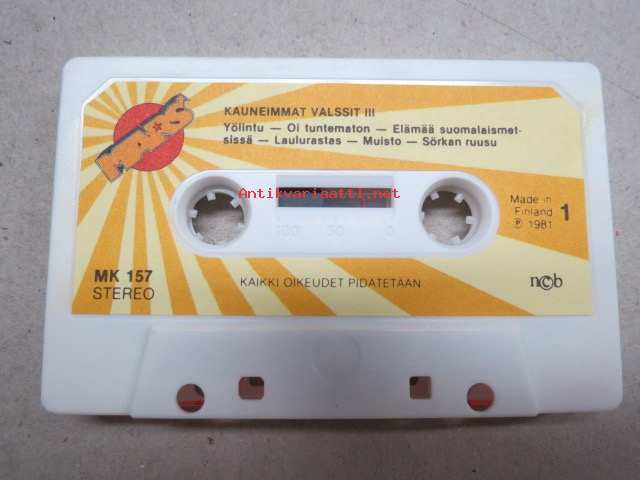 MARS
KAUNEIMMAT VALSSIT III
Yölintu — Oi tuntematon — Elämää suomalaismet-
sissä — Laulurastas — Muisto — Sörkan ruusu
Antikvariaatti.net
100 50 0
Made in
Finland
℗ 1981
1
MK 157
STEREO
KAIKKI OIKEUDET PIDÄTETÄÄN
ncb